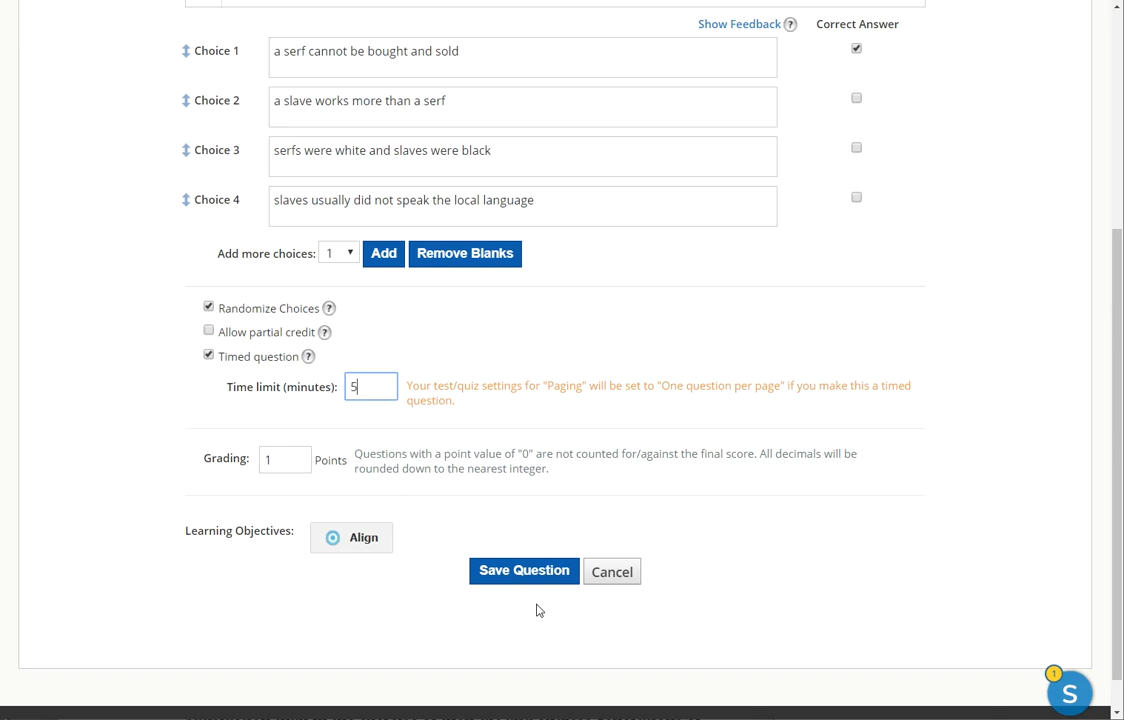 Show Feedback ? Correct Answer
Choice 1 a serf cannot be bought and sold
Choice 2 a slave works more than a serf
Choice 3 serfs were white and slaves were black
Choice 4 slaves usually did not speak the local language
Add more choices: 1 Add Remove Blanks
Randomize Choices ?
Allow partial credit ?
Timed question ?
Time limit (minutes): 5 Your test/quiz settings for "Paging" will be set to "One question per page" if you make this a timed
question.
Grading: 1 Points Questions with a point value of "0" are not counted for/against the final score. All decimals will be
rounded down to the nearest integer.
Learning Objectives: Align
Save Question Cancel
1
S